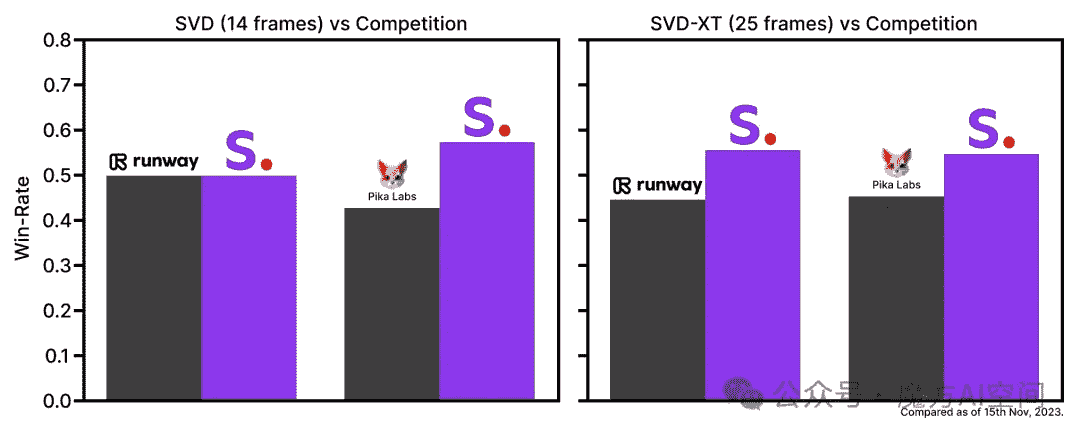 SVD (14 frames) vs Competition
SVD-XT (25 frames) vs Competition
Win-Rate
0.8
0.7
0.6
0.5
0.4
0.3
0.2
0.1
0.0
runway
S.
Pika Labs
S.
runway
S.
Pika Labs
S.
公众号 · 魔方AI空间
Compared as of 15th Nov, 2023.